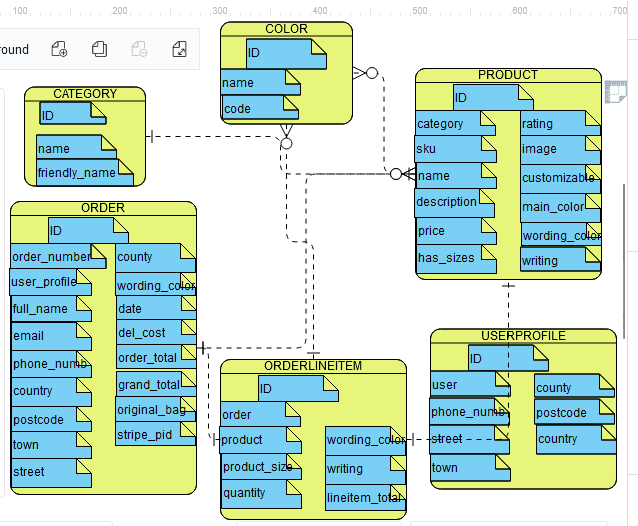 100 200 300 400 500 600 700
round
COLOR
ID
name
code
PRODUCT
ID
category
sku
name
description
price
has_sizes
rating
image
customizable
main_color
wording_color
writing
CATEGORY
ID
name
friendly_name
ORDER
ID
order_number
user_profile
full_name
email
phone_numb
country
postcode
town
street
county
wording_color
date
del_cost
order_total
grand_total
original_bag
stripe_pid
ORDERLINEITEM
ID
order
product
product_size
quantity
wording_color
writing
lineitem_total
USERPROFILE
ID
user
phone_numb
street
town
county
postcode
country